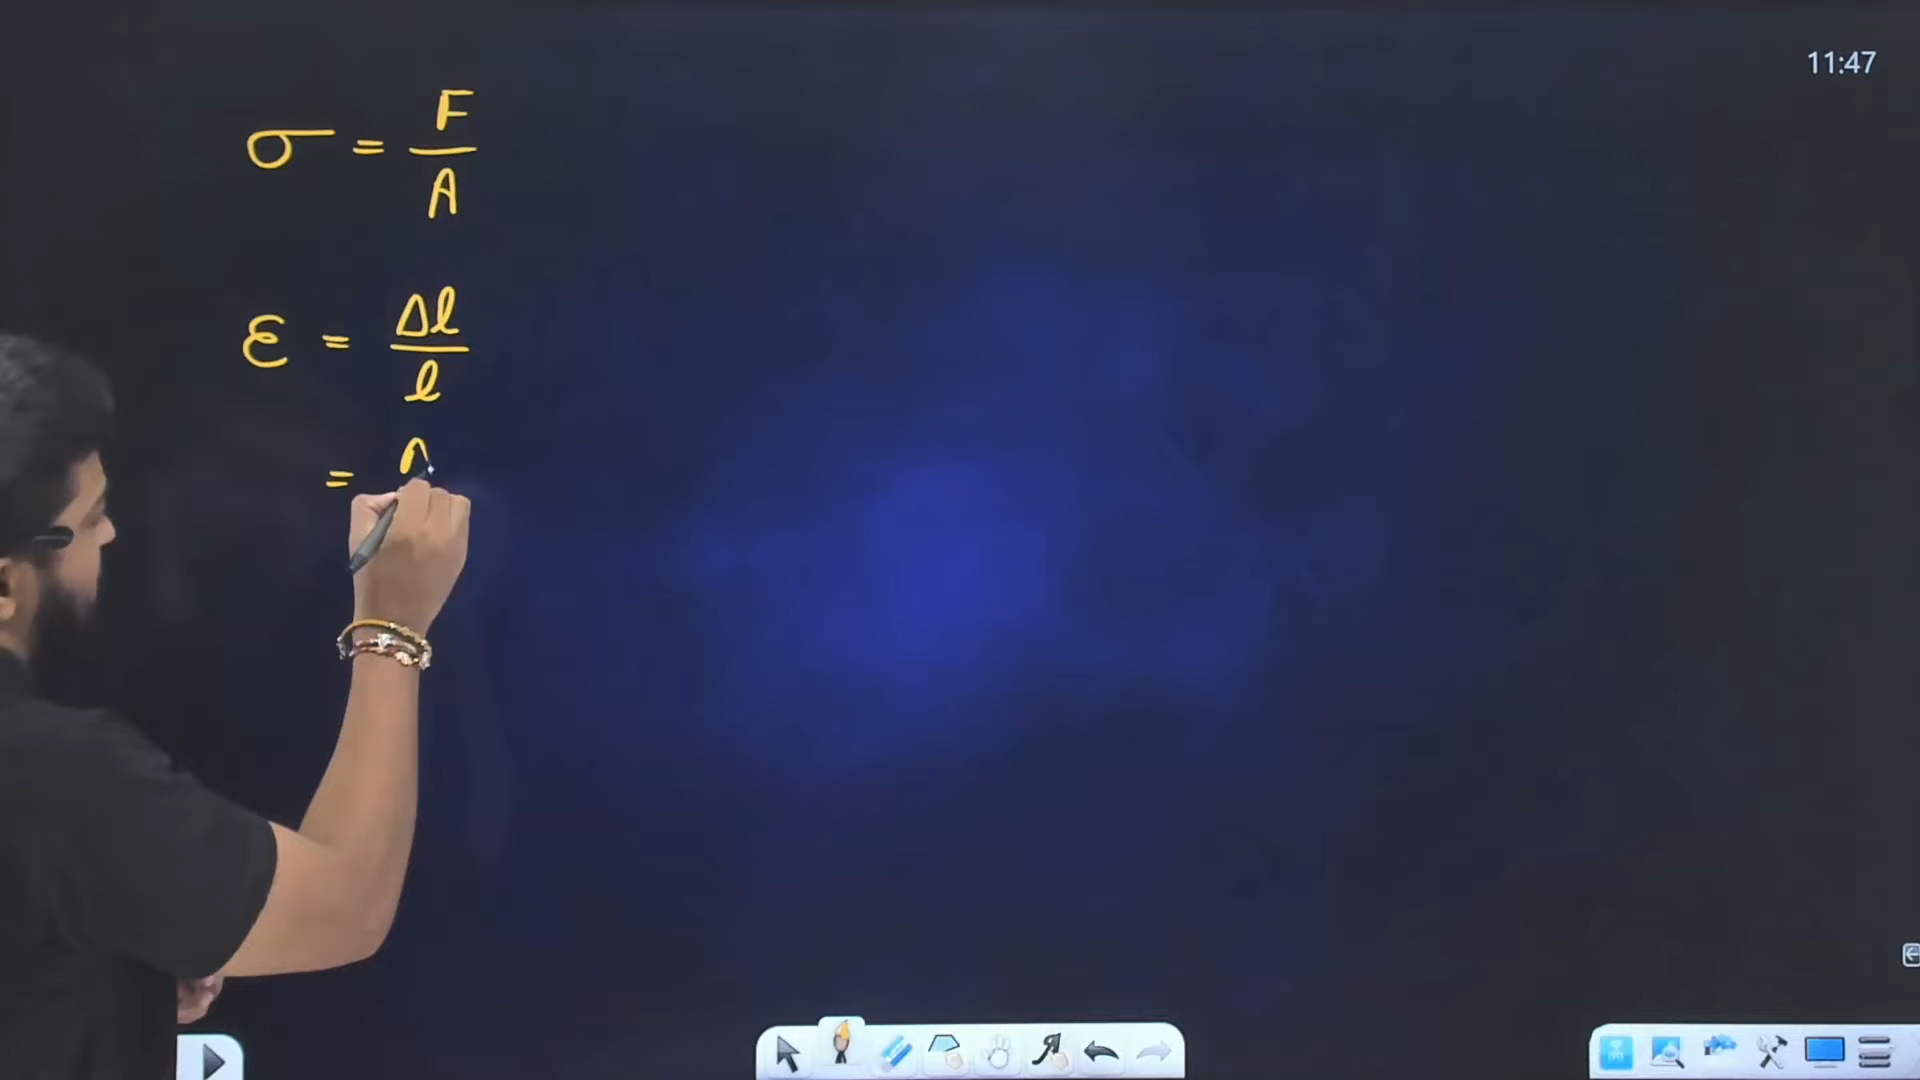 11:47
σ = F/A
ε = Δl/l
=